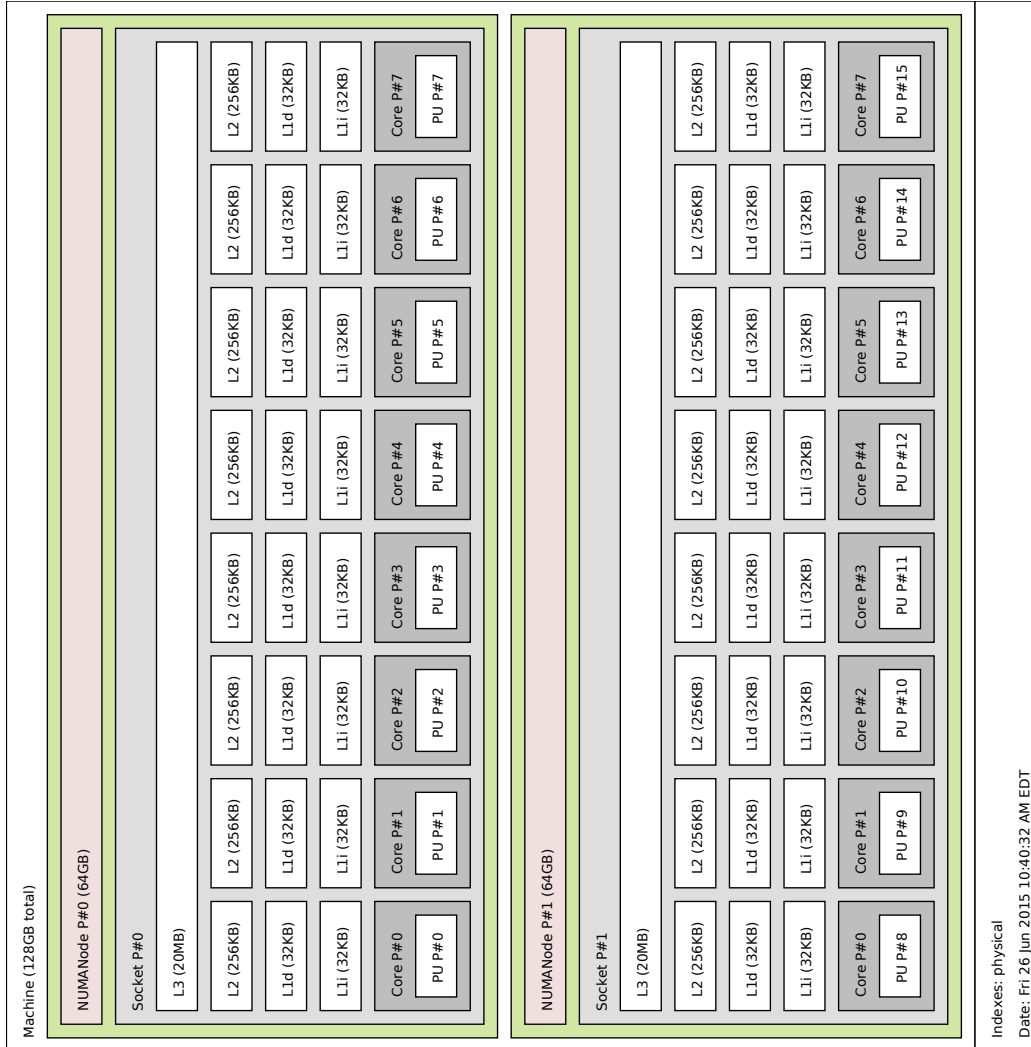 Machine (128GB total)
NUMANode P#0 (64GB)
Socket P#0
L3 (20MB)
L2 (256KB) L2 (256KB) L2 (256KB) L2 (256KB) L2 (256KB) L2 (256KB) L2 (256KB) L2 (256KB)
L1d (32KB) L1d (32KB) L1d (32KB) L1d (32KB) L1d (32KB) L1d (32KB) L1d (32KB) L1d (32KB)
L1i (32KB) L1i (32KB) L1i (32KB) L1i (32KB) L1i (32KB) L1i (32KB) L1i (32KB) L1i (32KB)
Core P#0 Core P#1 Core P#2 Core P#3 Core P#4 Core P#5 Core P#6 Core P#7
PU P#0 PU P#1 PU P#2 PU P#3 PU P#4 PU P#5 PU P#6 PU P#7
NUMANode P#1 (64GB)
Socket P#1
L3 (20MB)
L2 (256KB) L2 (256KB) L2 (256KB) L2 (256KB) L2 (256KB) L2 (256KB) L2 (256KB) L2 (256KB)
L1d (32KB) L1d (32KB) L1d (32KB) L1d (32KB) L1d (32KB) L1d (32KB) L1d (32KB) L1d (32KB)
L1i (32KB) L1i (32KB) L1i (32KB) L1i (32KB) L1i (32KB) L1i (32KB) L1i (32KB) L1i (32KB)
Core P#0 Core P#1 Core P#2 Core P#3 Core P#4 Core P#5 Core P#6 Core P#7
PU P#8 PU P#9 PU P#10 PU P#11 PU P#12 PU P#13 PU P#14 PU P#15
Indexes: physical
Date: Fri 26 Jun 2015 10:40:32 AM EDT